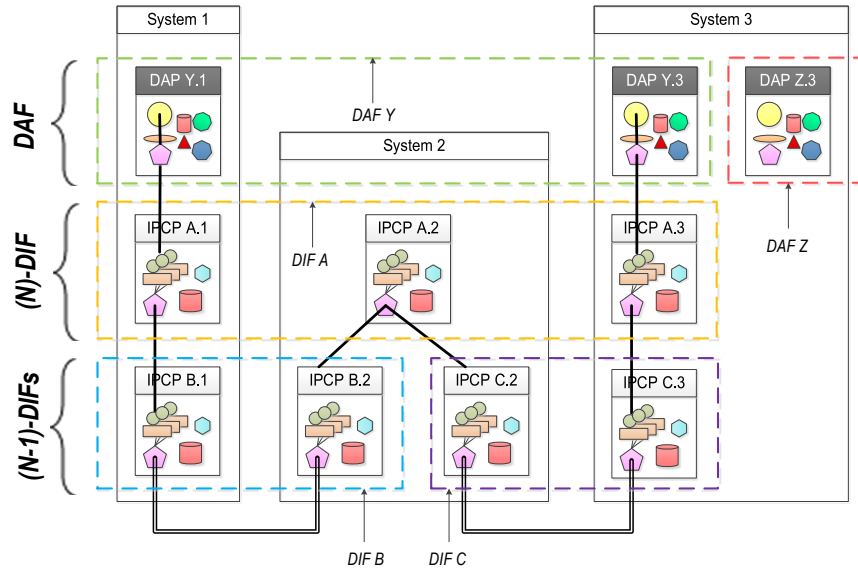 System 1
System 3
DAF
DAP Y.1
DAP Y.3
DAP Z.3
DAF Y
System 2
(N)-DIF
IPCP A.1
IPCP A.2
IPCP A.3
DIF A
DAF Z
(N-1)-DIFs
IPCP B.1
IPCP B.2
IPCP C.2
IPCP C.3
DIF B
DIF C